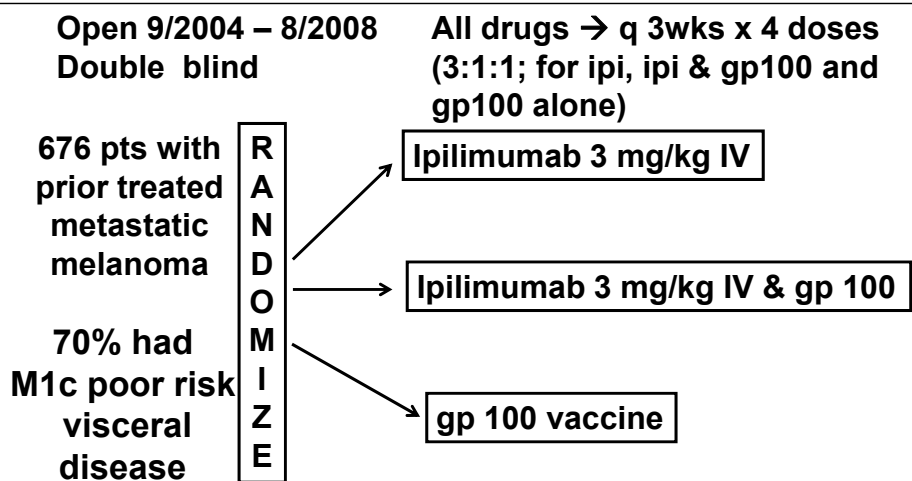 Open 9/2004 – 8/2008
Double blind
All drugs → q 3wks x 4 doses
(3:1:1; for ipi, ipi & gp100 and
gp100 alone)
676 pts with
prior treated
metastatic
melanoma
70% had
M1c poor risk
visceral
disease
R
A
N
D
O
M
I
Z
E
Ipilimumab 3 mg/kg IV
Ipilimumab 3 mg/kg IV & gp 100
gp 100 vaccine